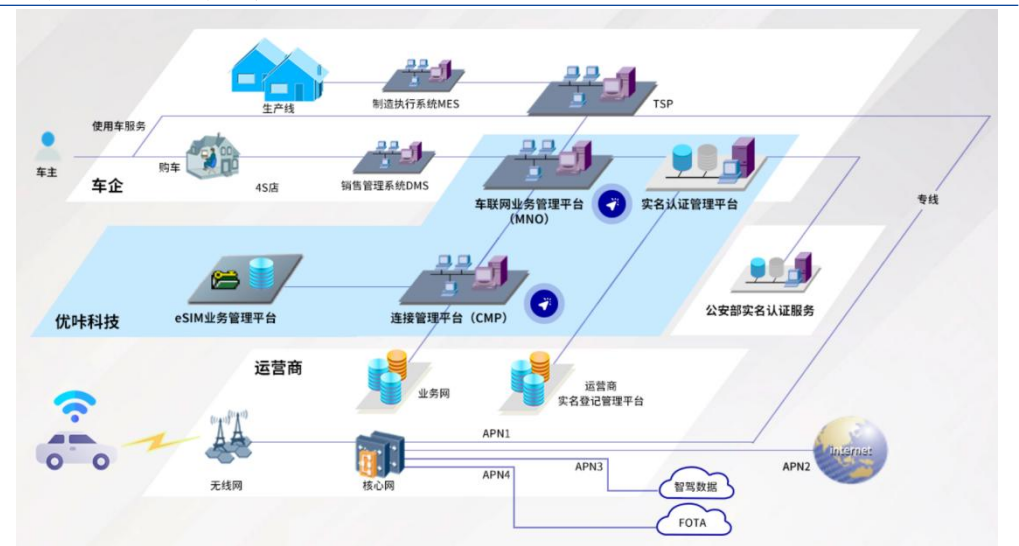 生产线
制造执行系统MES
TSP
使用车服务
车主
购车
车企
4S店
销售管理系统DMS
车联网业务管理平台
（MNO）
实名认证管理平台
专线
优咔科技
eSIM业务管理平台
连接管理平台（CMP）
公安部实名认证服务
运营商
业务网
运营商
实名登记管理平台
无线网
核心网
APN1
APN3
APN2
internet
APN4
智驾数据
FOTA